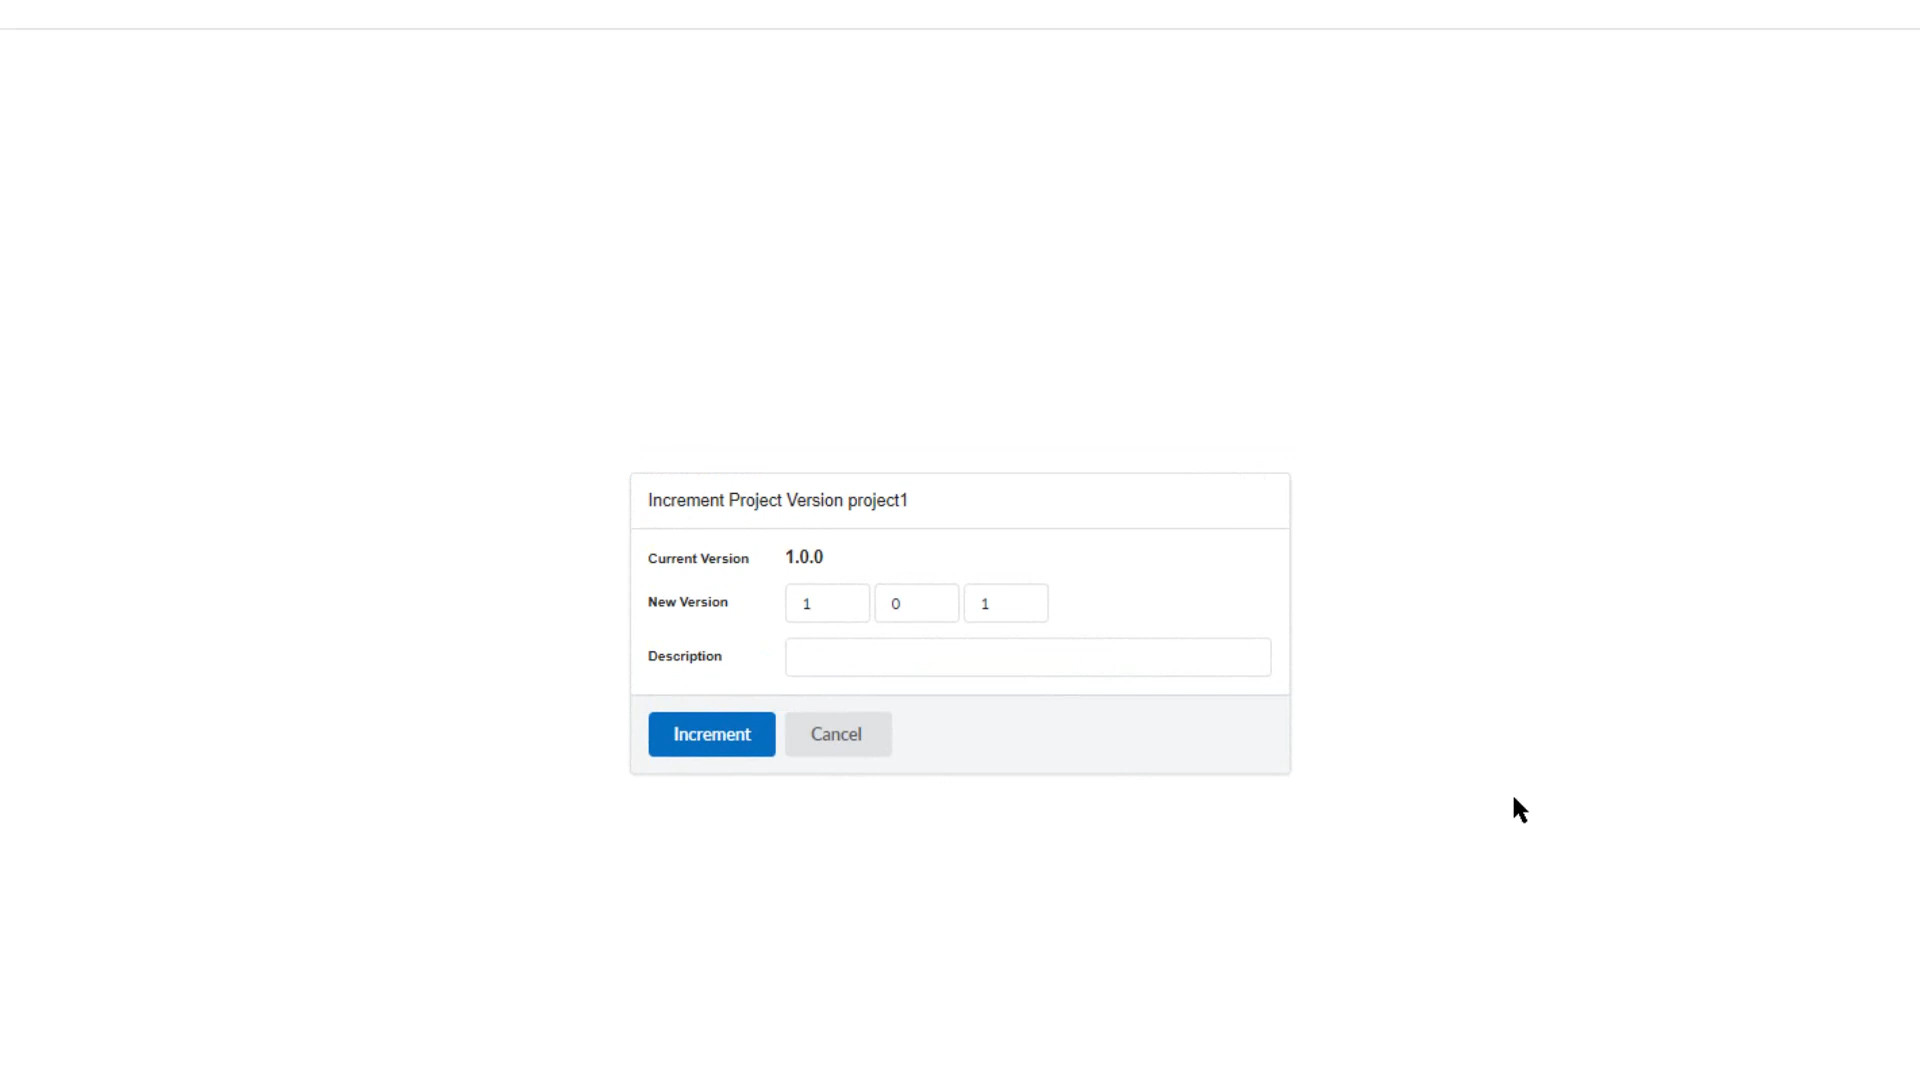 Increment Project Version project1
Current Version 1.0.0
New Version 1 0 1
Description
Increment Cancel